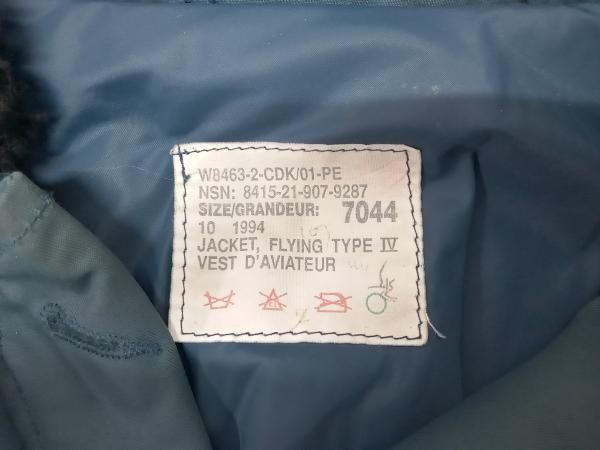 W8463-2-CDK/01-PE
NSN: 8415-21-907-9287
SIZE/GRANDEUR: 7044
10 1994
JACKET, FLYING TYPE IV
VEST D'AVIATEUR